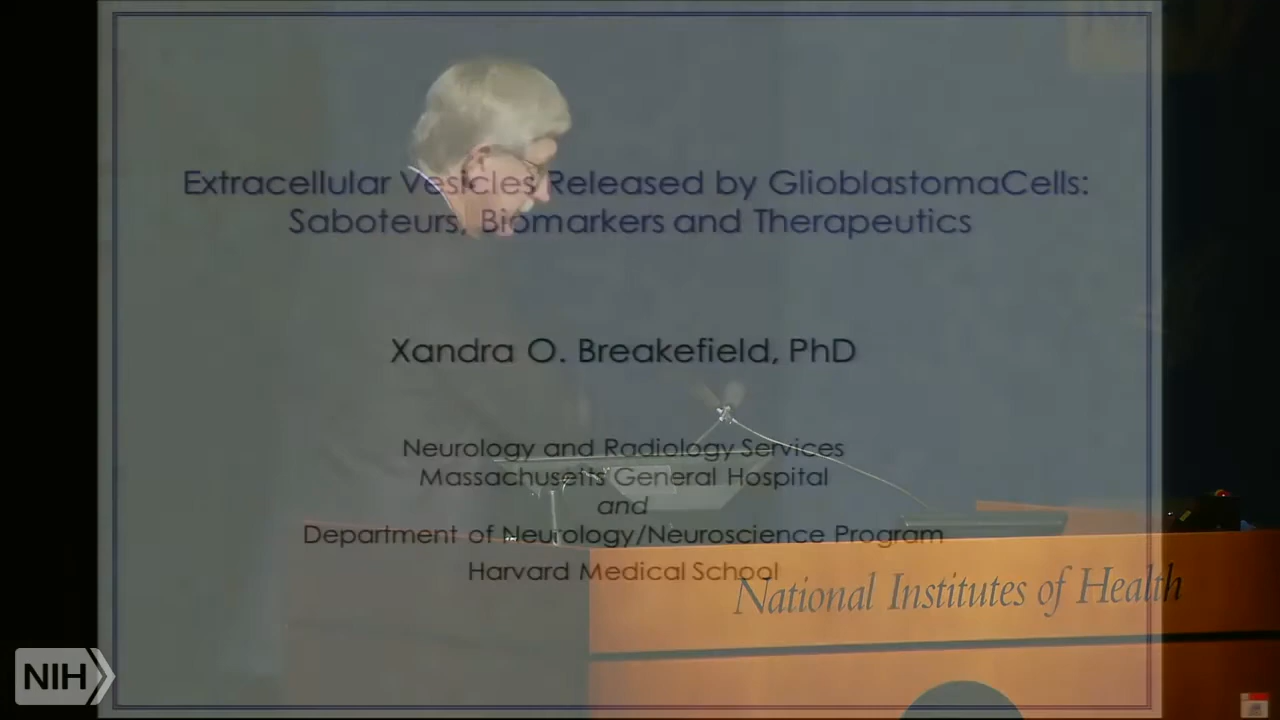 Extracellular Vesicles Released by GlioblastomaCells:
Saboteurs, Biomarkers and Therapeutics
Xandra O. Breakefield, PhD
Neurology and Radiology Services
Massachusetts General Hospital
and
Department of Neurology/Neuroscience Program
Harvard Medical School
National Institutes of Health
NIH